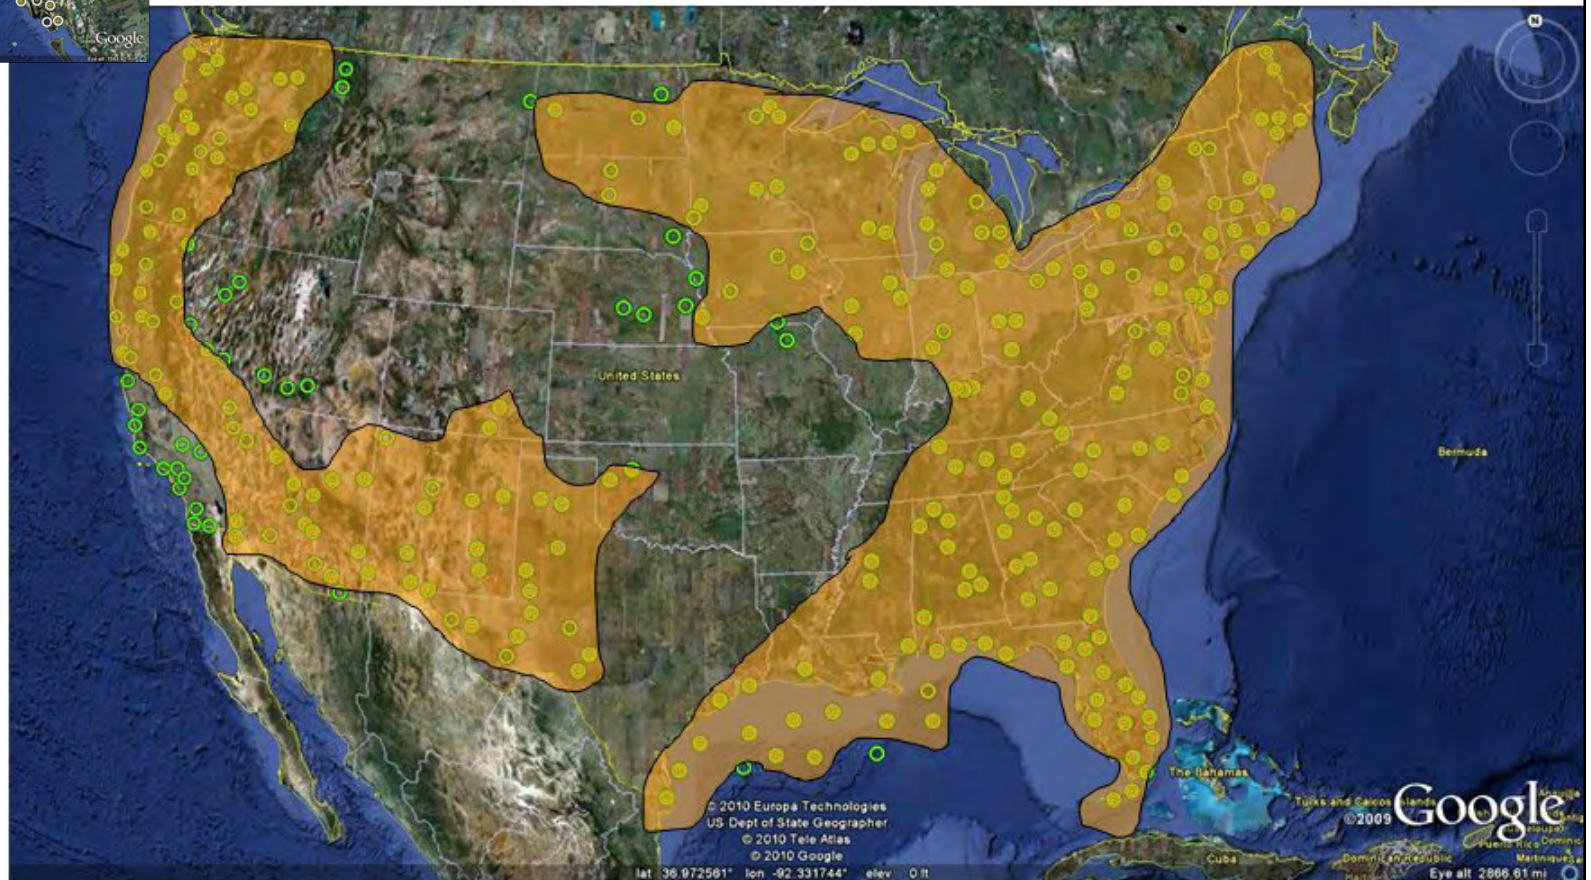 Google
N
United States
Bermuda
The Bahamas
© 2010 Europa Technologies
US Dept of State Geographer
© 2010 Tele Atlas
© 2010 Google
Turks and Caicos Islands
©2009 Google
Cuba
Dominican Republic
Puerto Rico
lat 36.972561° lon -92.331744° elev 0 ft
Eye alt 2866.61 mi